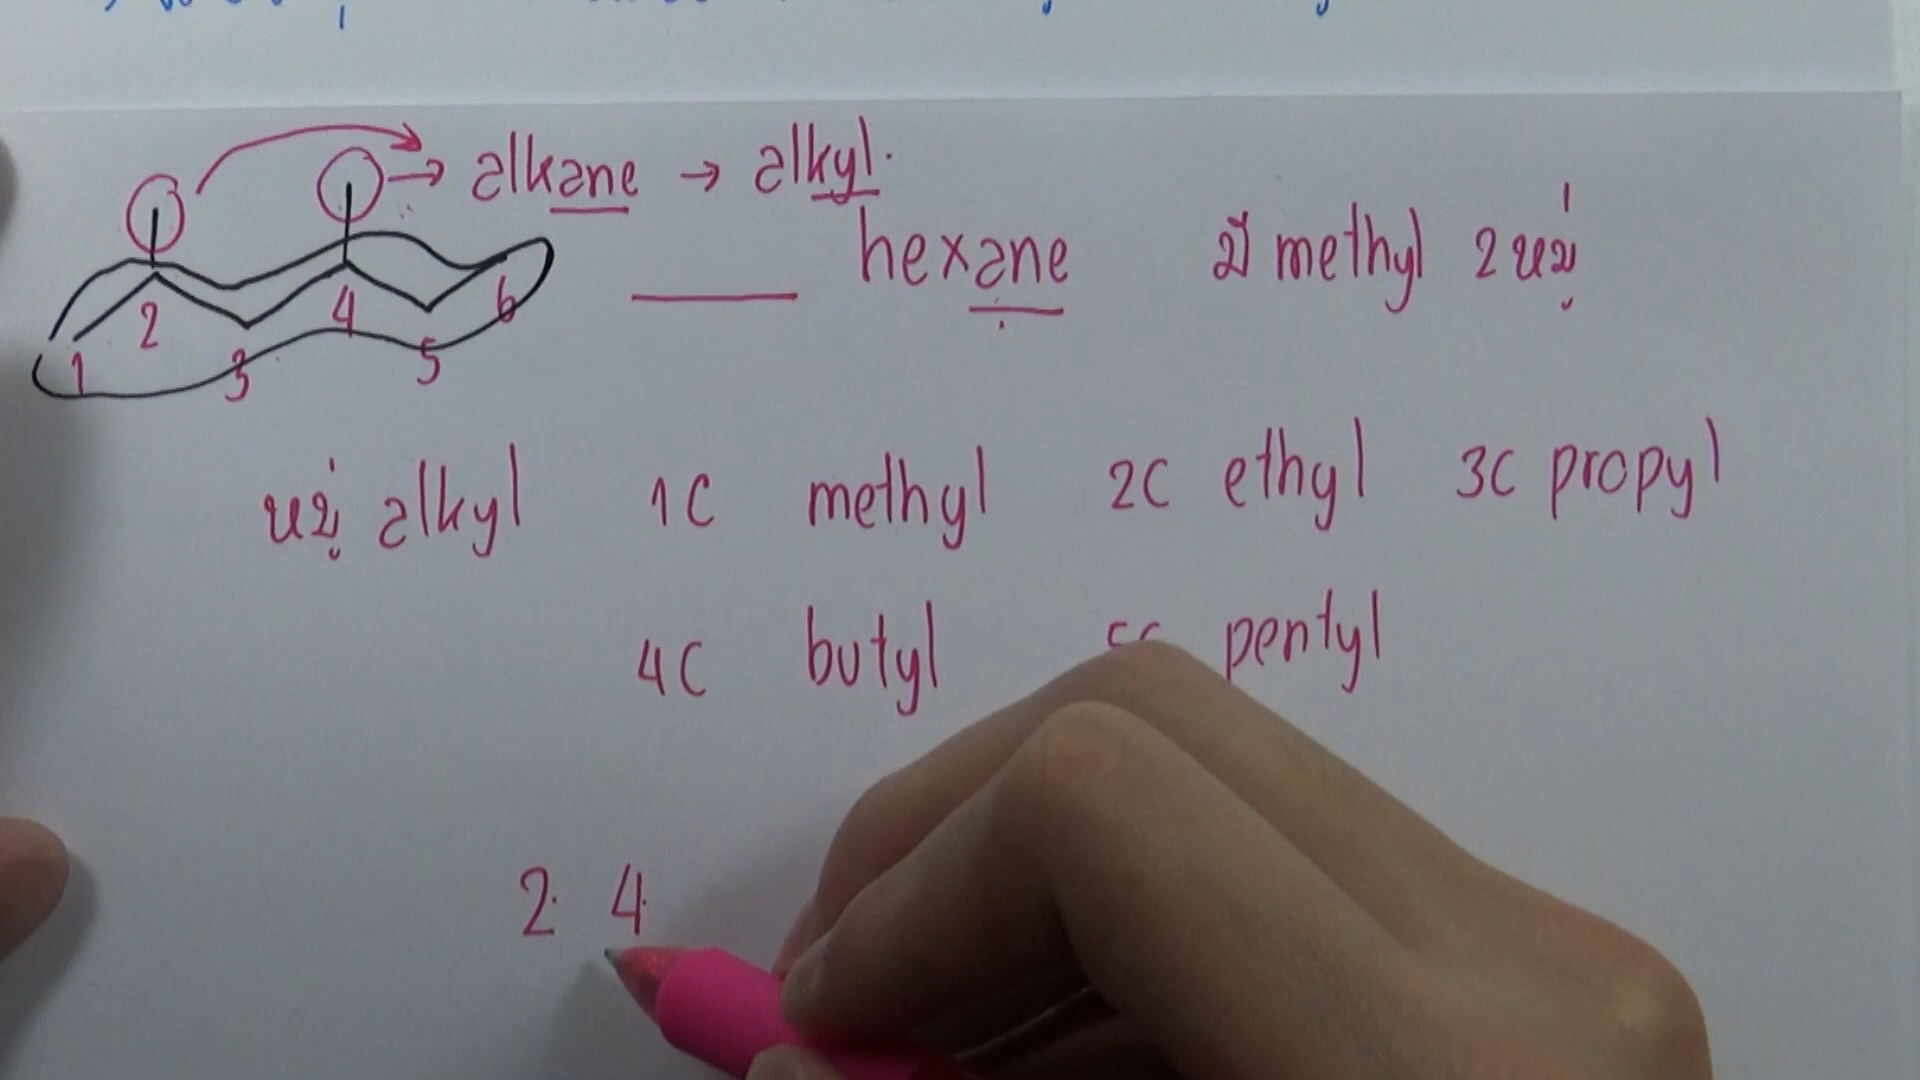 → alkane → alkyl.
hexane มี methyl 2 หมู่
1 2 3 4 5 6
หมู่ alkyl 1C methyl 2C ethyl 3C propyl
4C butyl pentyl
2. 4.